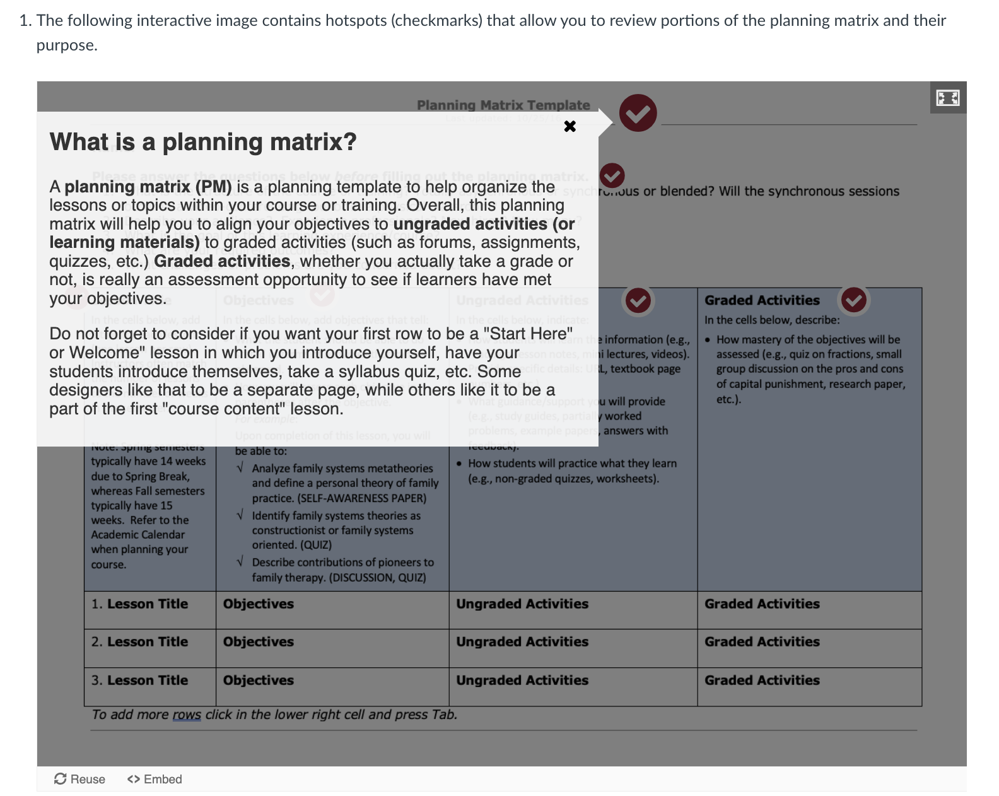 1. The following interactive image contains hotspots (checkmarks) that allow you to review portions of the planning matrix and their
purpose.
Planning Matrix Template
Last updated: 10/25/
What is a planning matrix?
Please answer the questions below before filling out the planning matrix.
A planning matrix (PM) is a planning template to help organize the
lessons or topics within your course or training. Overall, this planning
matrix will help you to align your objectives to ungraded activities (or
learning materials) to graded activities (such as forums, assignments,
quizzes, etc.) Graded activities, whether you actually take a grade or
not, is really an assessment opportunity to see if learners have met
your objectives.
Do not forget to consider if you want your first row to be a "Start Here"
or Welcome" lesson in which you introduce yourself, have your
students introduce themselves, take a syllabus quiz, etc. Some
designers like that to be a separate page, while others like it to be a
part of the first "course content" lesson.
or blended? Will the synchronous sessions
In the cells below, add
Note: Spring semesters
typically have 14 weeks
due to Spring Break,
whereas Fall semesters
typically have 15
weeks. Refer to the
Academic Calendar
when planning your
course.
Objectives
In the cells below, add objectives that tell:
after the objective.
For example:
Upon completion of this lesson, you will
be able to:
√ Analyze family systems metatheories
and define a personal theory of family
practice. (SELF-AWARENESS PAPER)
√ Identify family systems theories as
constructionist or family systems
oriented. (QUIZ)
√ Describe contributions of pioneers to
family therapy. (DISCUSSION, QUIZ)
Ungraded Activities
In the cells below, indicate:
information (e.g.,
lesson notes, mini lectures, videos).
URL, textbook page
• What guidance/support you will provide
(e.g., study guides, partially worked
problems, example papers, answers with
feedback).
• How students will practice what they learn
(e.g., non-graded quizzes, worksheets).
Graded Activities
In the cells below, describe:
• How mastery of the objectives will be
assessed (e.g., quiz on fractions, small
group discussion on the pros and cons
of capital punishment, research paper,
etc.).
1. Lesson Title Objectives Ungraded Activities Graded Activities
2. Lesson Title Objectives Ungraded Activities Graded Activities
3. Lesson Title Objectives Ungraded Activities Graded Activities
To add more rows click in the lower right cell and press Tab.
Reuse <> Embed